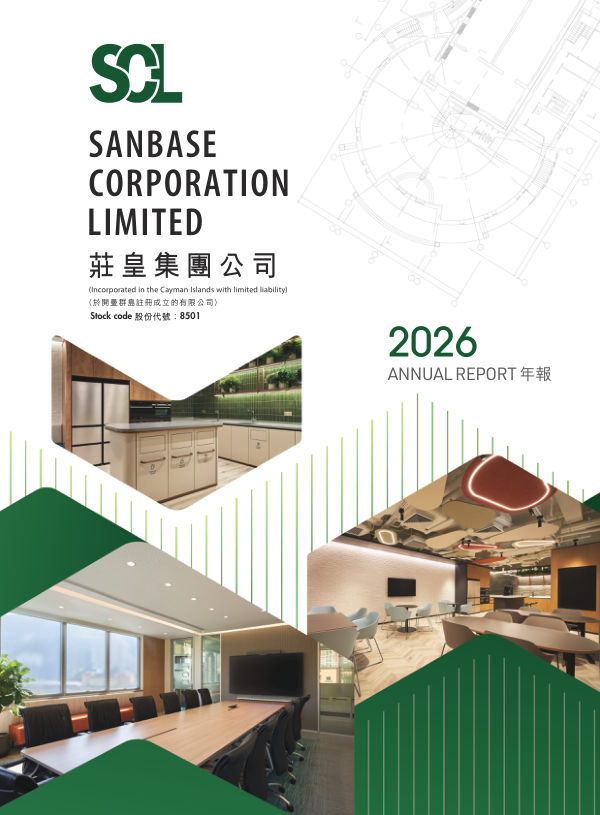 SCL
SANBASE
CORPORATION
LIMITED
莊皇集團公司
(Incorporated in the Cayman Islands with limited liability)
(於開曼群島註冊成立的有限公司)
Stock code 股份代號：8501
2026
ANNUAL REPORT 年報